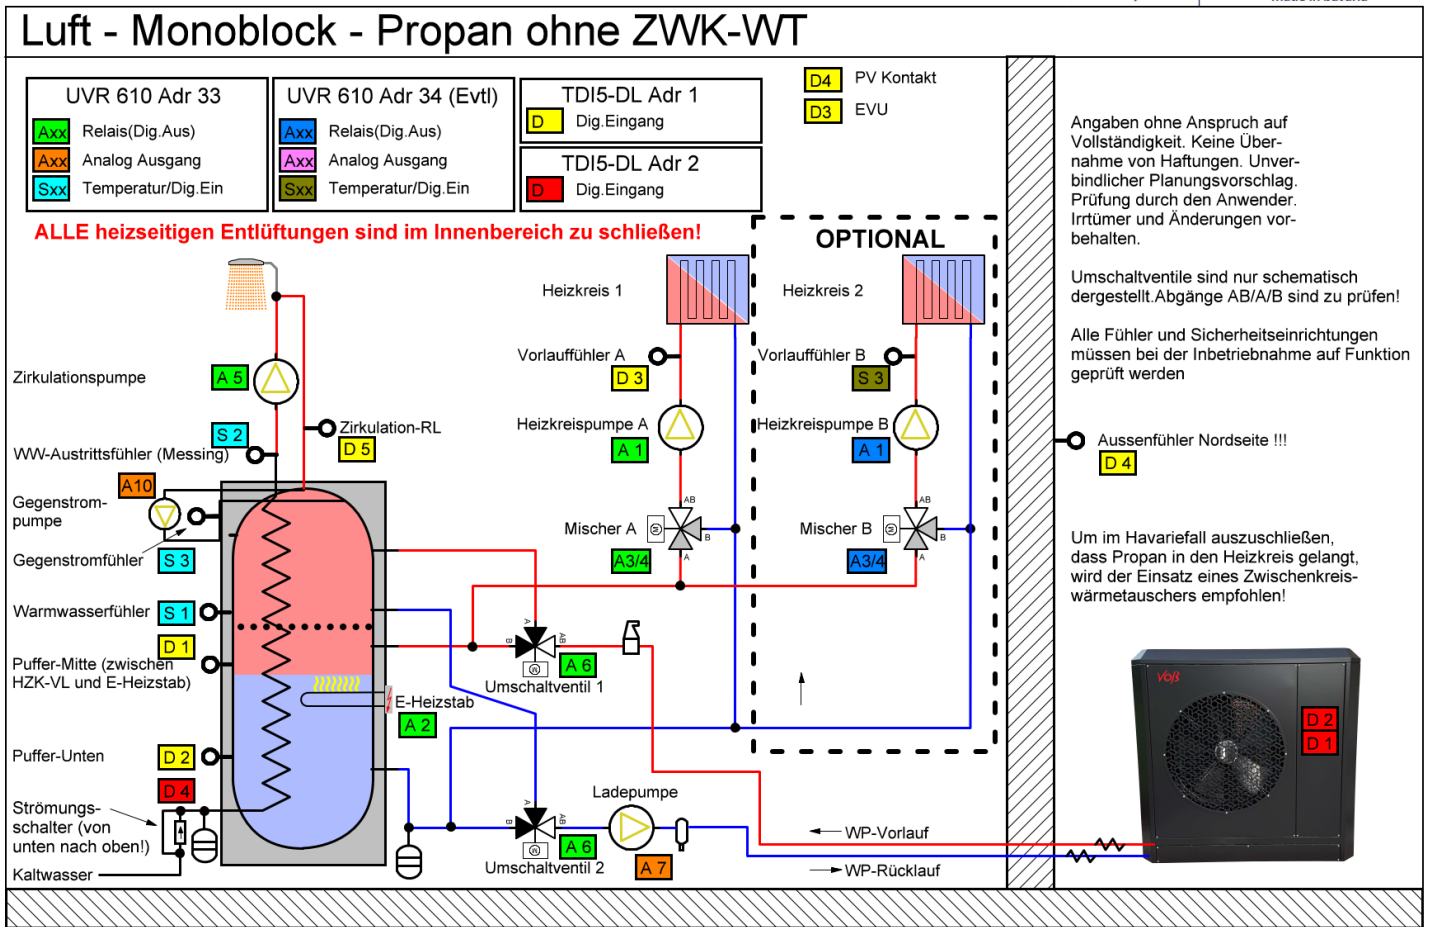 Luft - Monoblock - Propan ohne ZWK-WT
UVR 610 Adr 33
Axx Relais(Dig.Aus)
Axx Analog Ausgang
Sxx Temperatur/Dig.Ein
UVR 610 Adr 34 (Evtl)
Axx Relais(Dig.Aus)
Axx Analog Ausgang
Sxx Temperatur/Dig.Ein
TDI5-DL Adr 1
D Dig.Eingang
TDI5-DL Adr 2
D Dig.Eingang
D4 PV Kontakt
D3 EVU
ALLE heizseitigen Entlüftungen sind im Innenbereich zu schließen!
OPTIONAL
Heizkreis 1
Heizkreis 2
Vorlauffühler A
D 3
Vorlauffühler B
S 3
Zirkulationspumpe
A 5
Heizkreispumpe A
A 1
Heizkreispumpe B
A 1
S 2
WW-Austrittsfühler (Messing)
Zirkulation-RL
D 5
A10
Gegenstrom-
pumpe
Gegenstromfühler
S 3
AB
Mischer A
M
B
A3/4
A
AB
Mischer B
M
B
A3/4
A
Warmwasserfühler
S 1
D 1
Puffer-Mitte (zwischen
HZK-VL und E-Heizstab)
A
B
AB
M
A 6
Umschaltventil 1
E-Heizstab
A 2
Puffer-Unten
D 2
D 4
Strömungs-
schalter (von
unten nach oben!)
Kaltwasser
A
B
AB
M
A 6
Umschaltventil 2
Ladepumpe
A 7
WP-Vorlauf
WP-Rücklauf
Angaben ohne Anspruch auf
Vollständigkeit. Keine Über-
nahme von Haftungen. Unver-
bindlicher Planungsvorschlag.
Prüfung durch den Anwender.
Irrtümer und Änderungen vor-
behalten.
Umschaltventile sind nur schematisch
dergestellt.Abgänge AB/A/B sind zu prüfen!
Alle Fühler und Sicherheitseinrichtungen
müssen bei der Inbetriebnahme auf Funktion
geprüft werden
Aussenfühler Nordseite !!!
D 4
Um im Havariefall auszuschließen,
dass Propan in den Heizkreis gelangt,
wird der Einsatz eines Zwischenkreis-
wärmetauschers empfohlen!
Voß
D 2
D 1